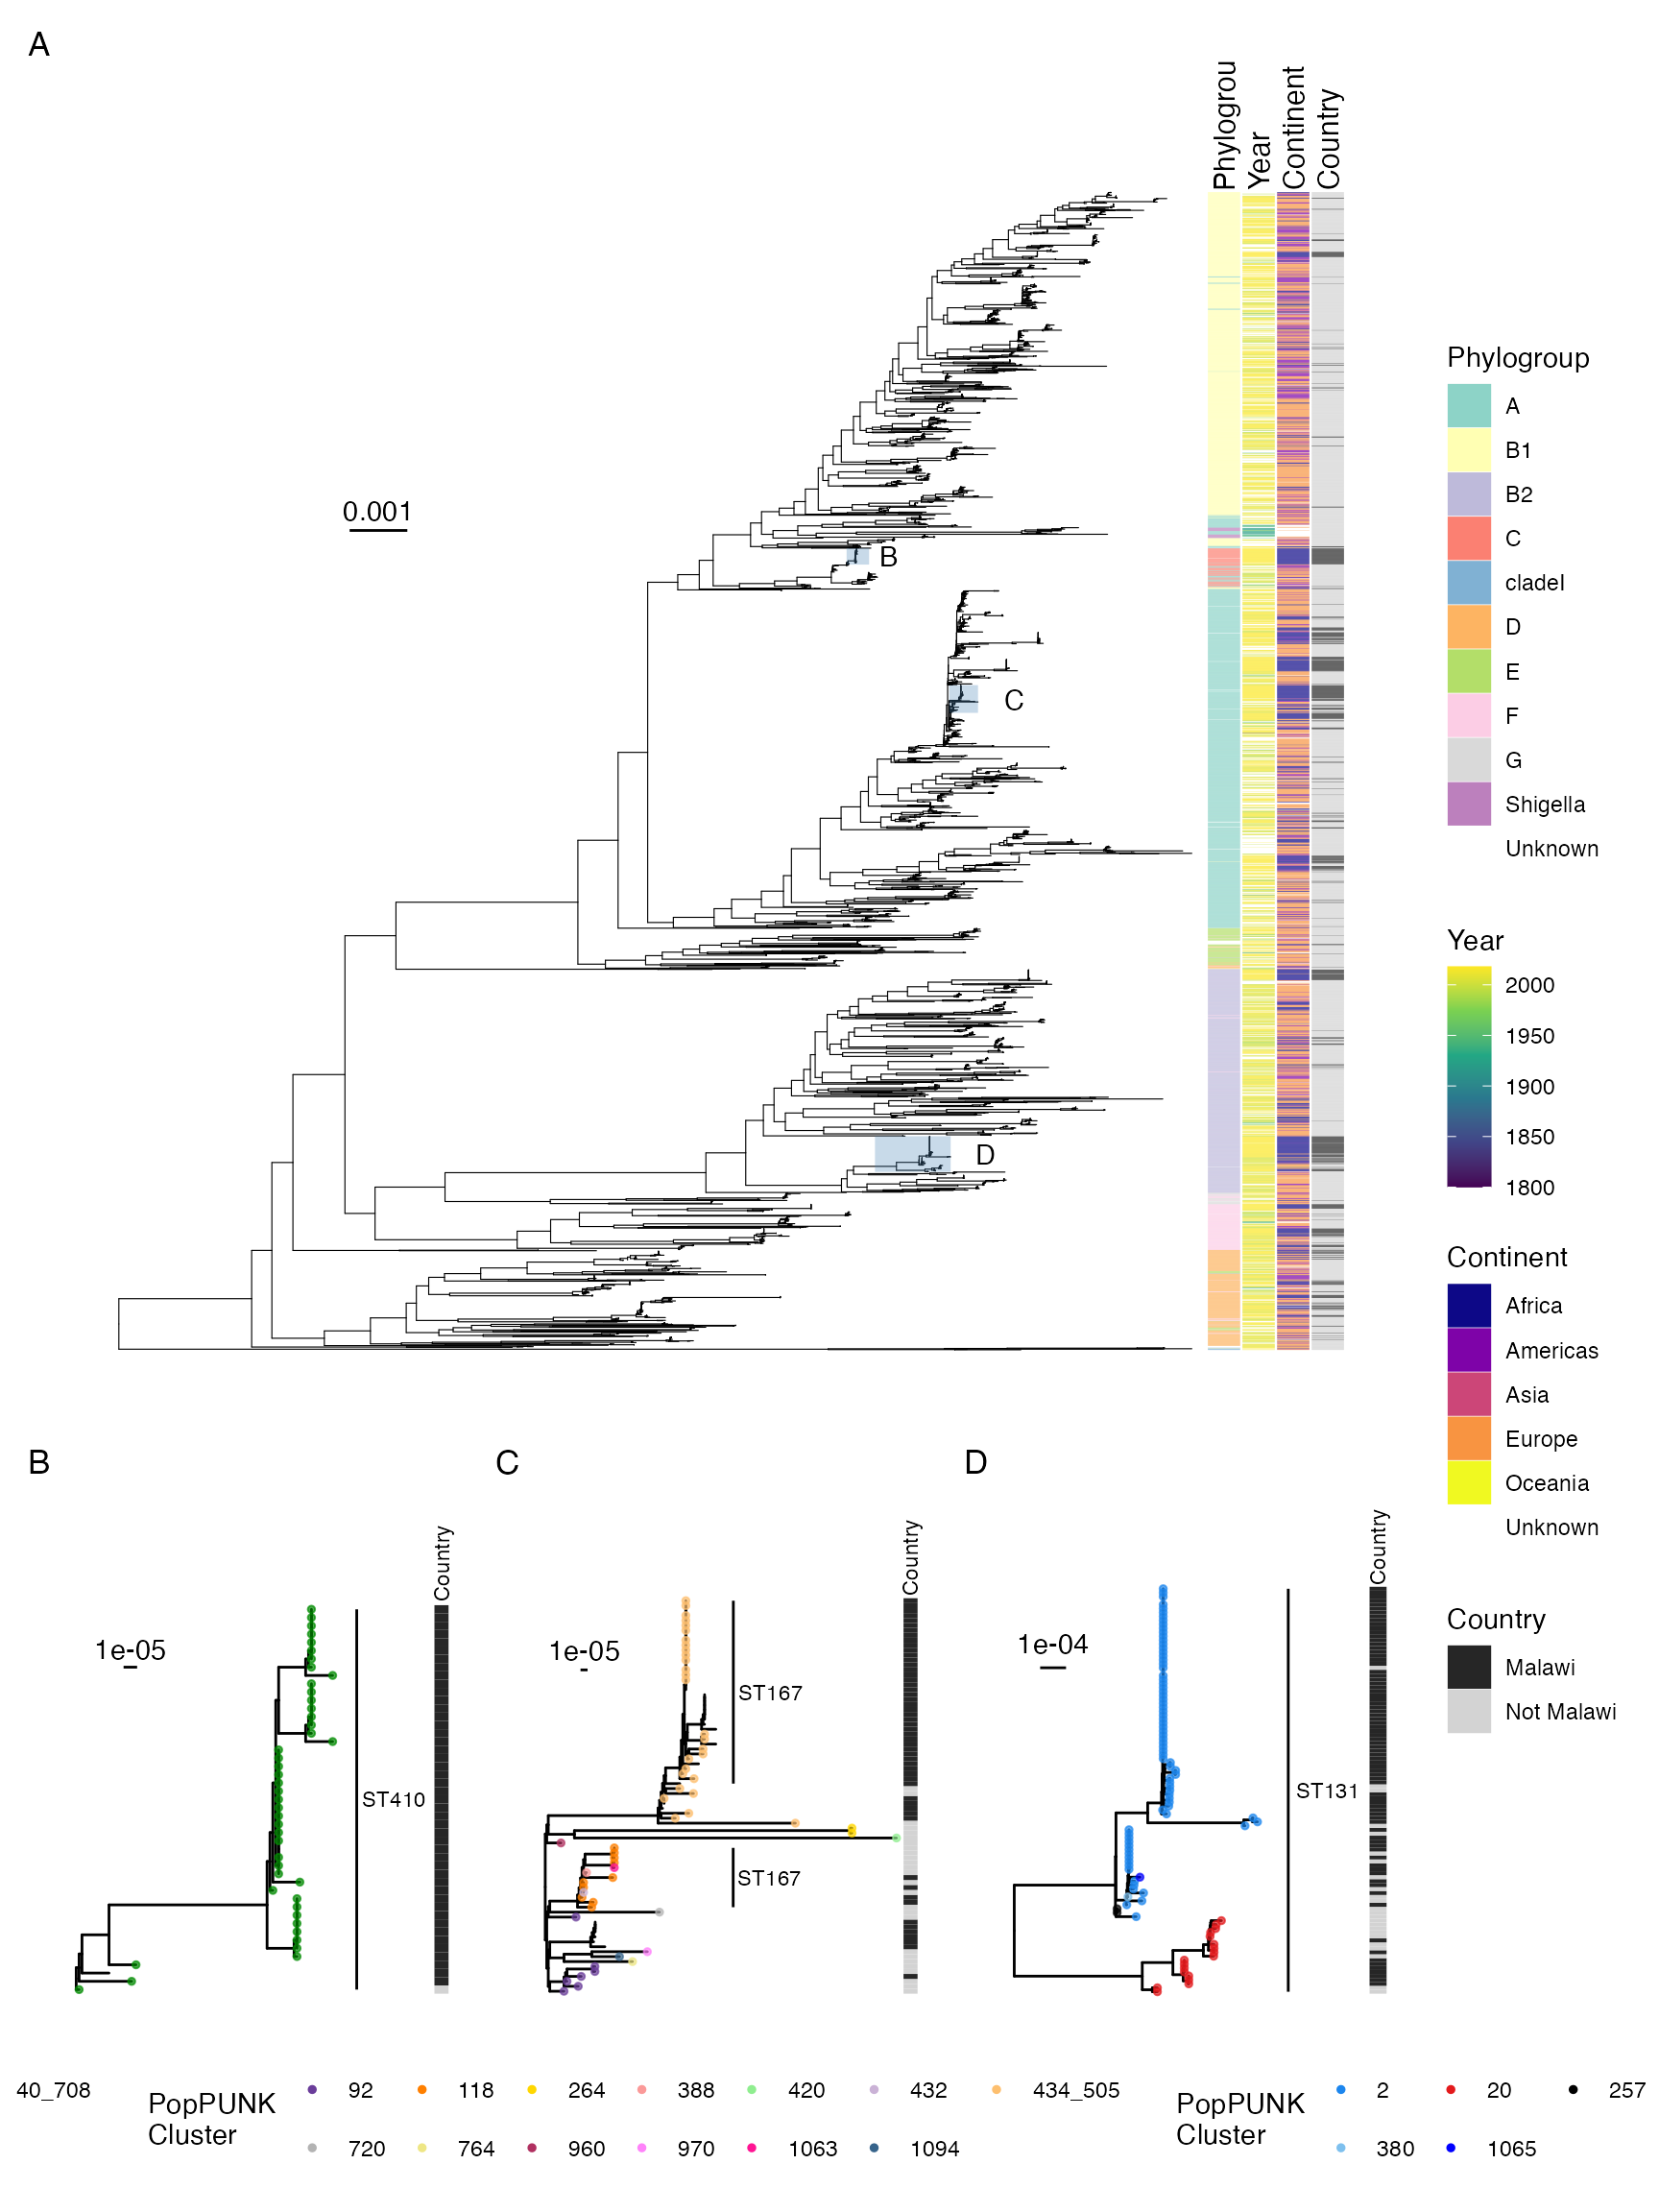 A
Phylogrou
Year
Continent
Country
0.001
B
C
D
Phylogroup
A
B1
B2
C
cladeI
D
E
F
G
Shigella
Unknown
Year
2000
1950
1900
1850
1800
Continent
Africa
Americas
Asia
Europe
Oceania
Unknown
Country
Malawi
Not Malawi
B
Country
1e-05
ST410
C
Country
1e-05
ST167
ST167
D
Country
1e-04
ST131
40_708
PopPUNK
Cluster
92 118 264 388 420 432 434_505
720 764 960 970 1063 1094
PopPUNK
Cluster
2 20 257
380 1065